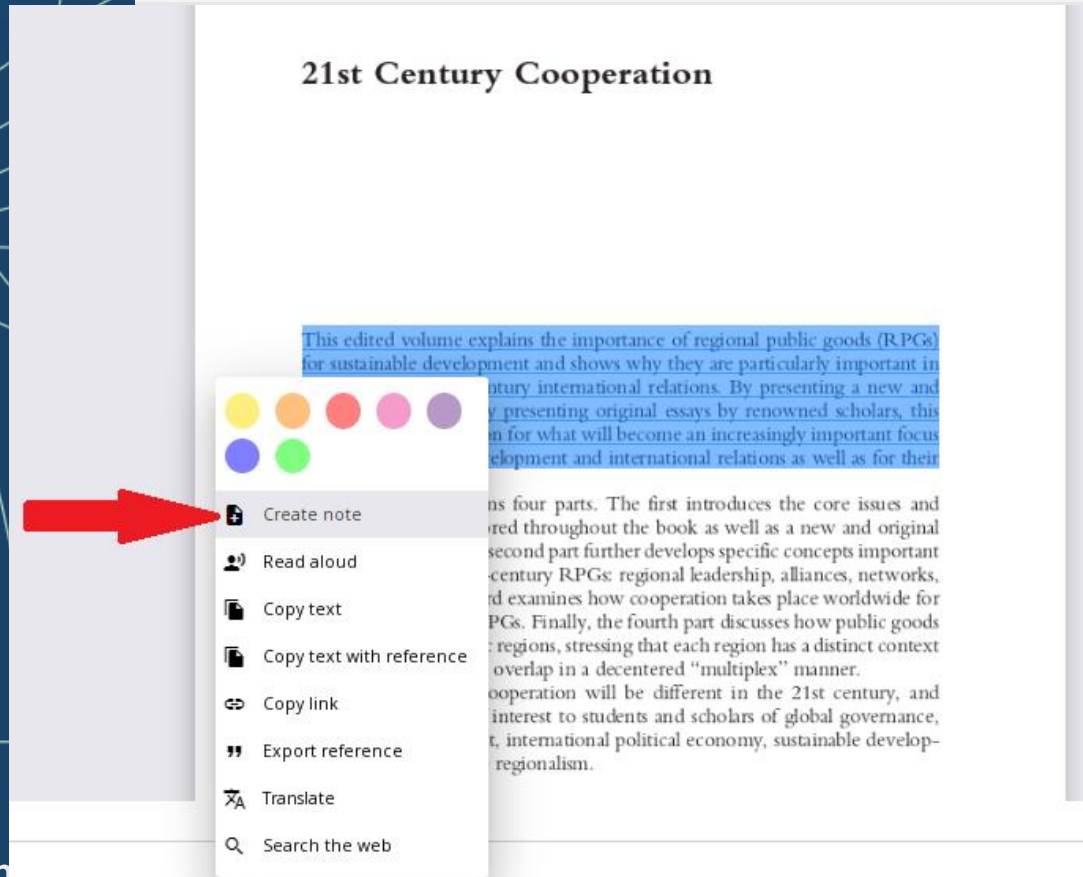 21st Century Cooperation
This edited volume explains the importance of regional public goods (RPGs)
for sustainable development and shows why they are particularly important in
ntury international relations. By presenting a new and
y presenting original essays by renowned scholars, this
n for what will become an increasingly important focus
elopment and international relations as well as for their
ns four parts. The first introduces the core issues and
red throughout the book as well as a new and original
second part further develops specific concepts important
-century RPGs: regional leadership, alliances, networks,
rd examines how cooperation takes place worldwide for
PGs. Finally, the fourth part discusses how public goods
regions, stressing that each region has a distinct context
overlap in a decentered “multiplex” manner.
ooperation will be different in the 21st century, and
interest to students and scholars of global governance,
t, international political economy, sustainable develop-
regionalism.
Create note
Read aloud
Copy text
Copy text with reference
Copy link
Export reference
Translate
Search the web